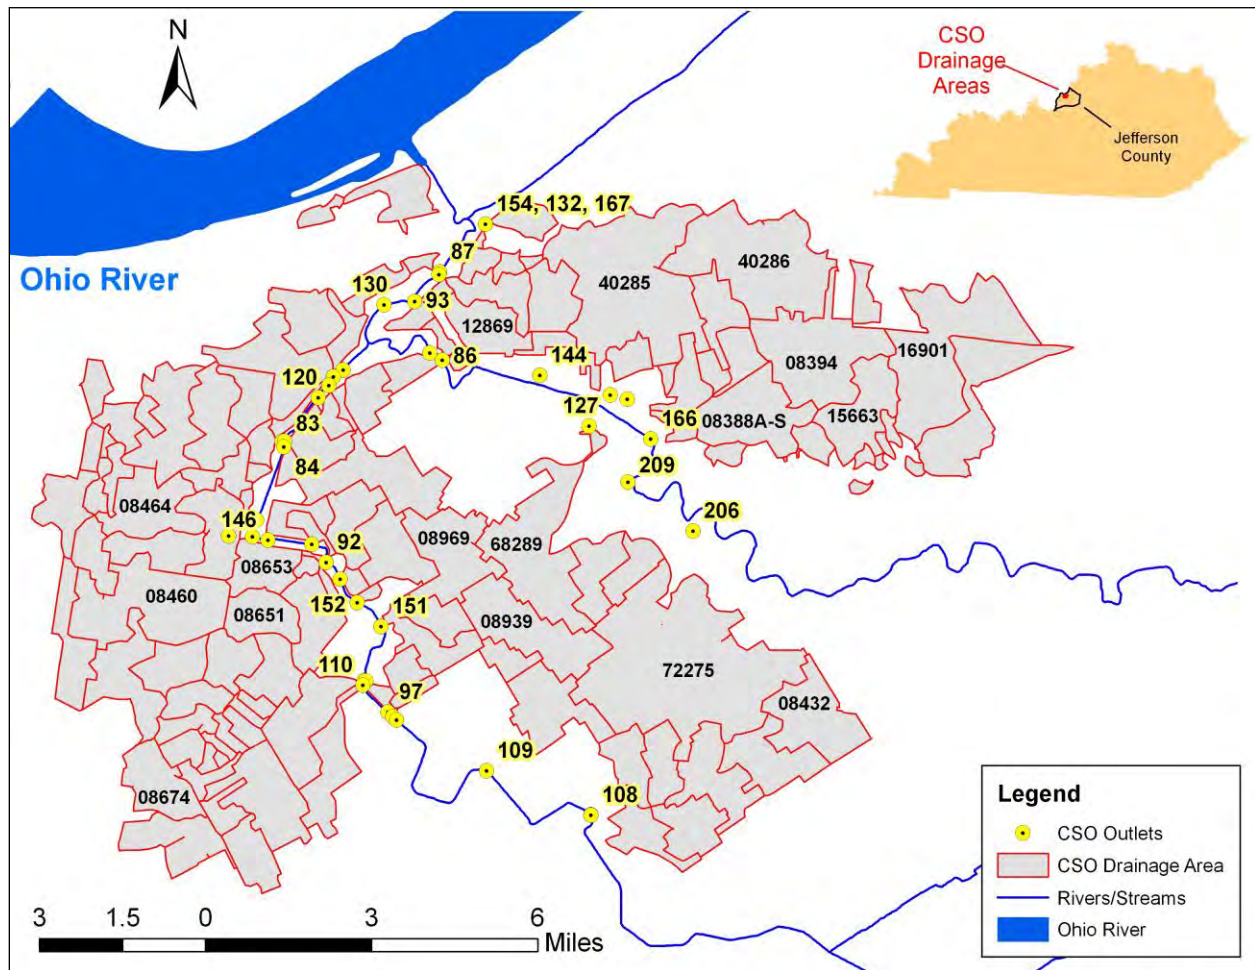 N
CSO
Drainage
Areas
Jefferson
County
154, 132, 167
87
Ohio River
40286
40285
130
93
12869
16901
86
144
08394
120
127
83
166
08388A-S
15663
84
209
08464
146
206
92
08969
68289
08653
08460
152
151
08651
08939
110
72275
97
08432
109
08674
108
Legend
CSO Outlets
CSO Drainage Area
Rivers/Streams
Ohio River
3 1.5 0 3 6
Miles